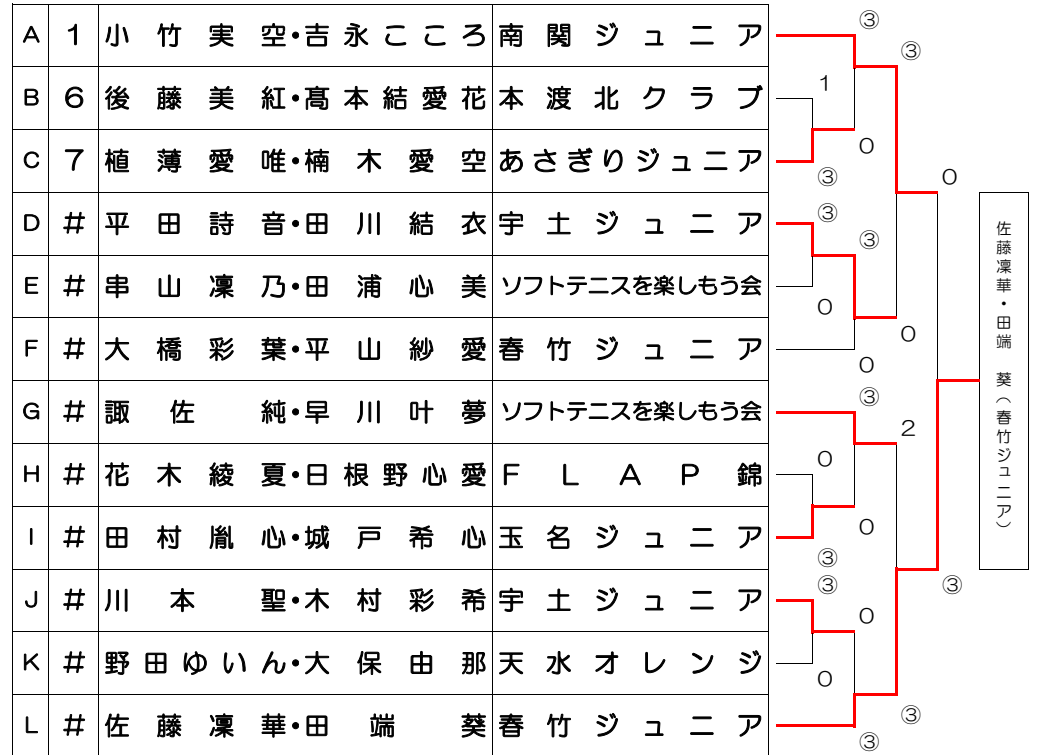 A 1 小竹実空・吉永こころ 南関ジュニア
B 6 後藤美紅・髙本結愛花 本渡北クラブ
C 7 植薄愛唯・楠木愛空 あさぎりジュニア
D # 平田詩音・田川結衣 宇土ジュニア
E # 串山凜乃・田浦心美 ソフトテニスを楽しもう会
F # 大橋彩葉・平山紗愛 春竹ジュニア
G # 諏佐純・早川叶夢 ソフトテニスを楽しもう会
H # 花木綾夏・日根野心愛 FLAP錦
I # 田村胤心・城戸希心 玉名ジュニア
J # 川本聖・木村彩希 宇土ジュニア
K # 野田ゆいん・大保由那 天水オレンジ
L # 佐藤凜華・田端葵 春竹ジュニア
③
③
1
0
③
0
③
③
0
0
0
③
2
0
0
③
③
③
0
0
③
③
佐藤凜華・田端 葵(春竹ジュニア)